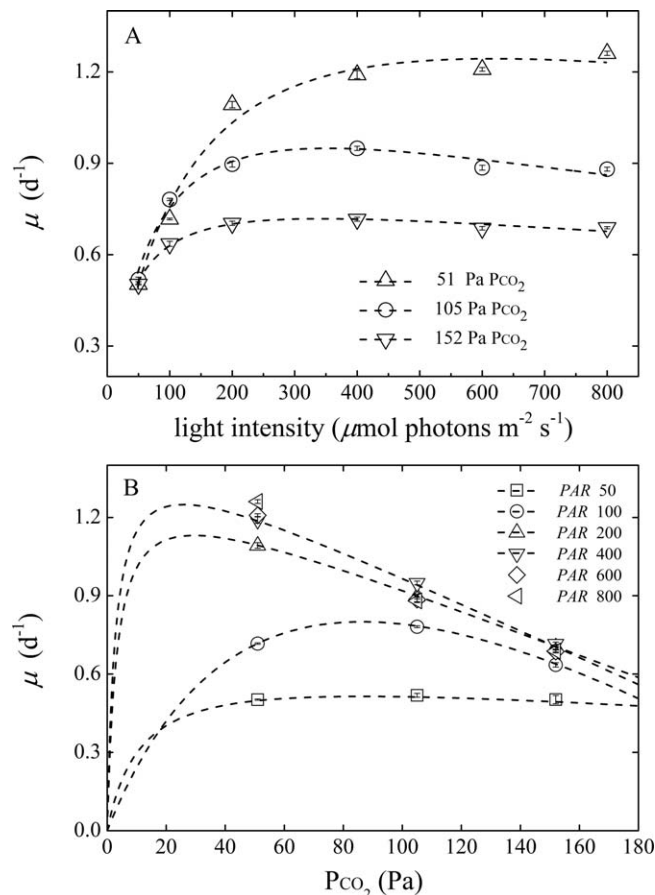 A
1.2
0.9
0.6
0.3
μ (d⁻¹)
51 Pa PCO₂
105 Pa PCO₂
152 Pa PCO₂
0 100 200 300 400 500 600 700 800
light intensity (μmol photons m⁻² s⁻¹)
B
1.2
0.9
0.6
0.3
0.0
μ (d⁻¹)
PAR 50
PAR 100
PAR 200
PAR 400
PAR 600
PAR 800
0 20 40 60 80 100 120 140 160 180
PCO₂ (Pa)